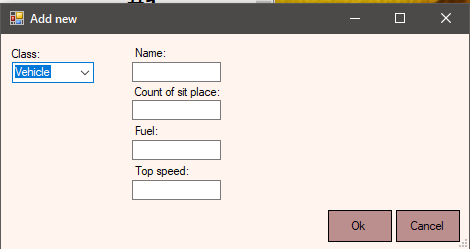 Add new
Class:
Vehicle
Name:
Count of sit place:
Fuel:
Top speed:
Ok
Cancel